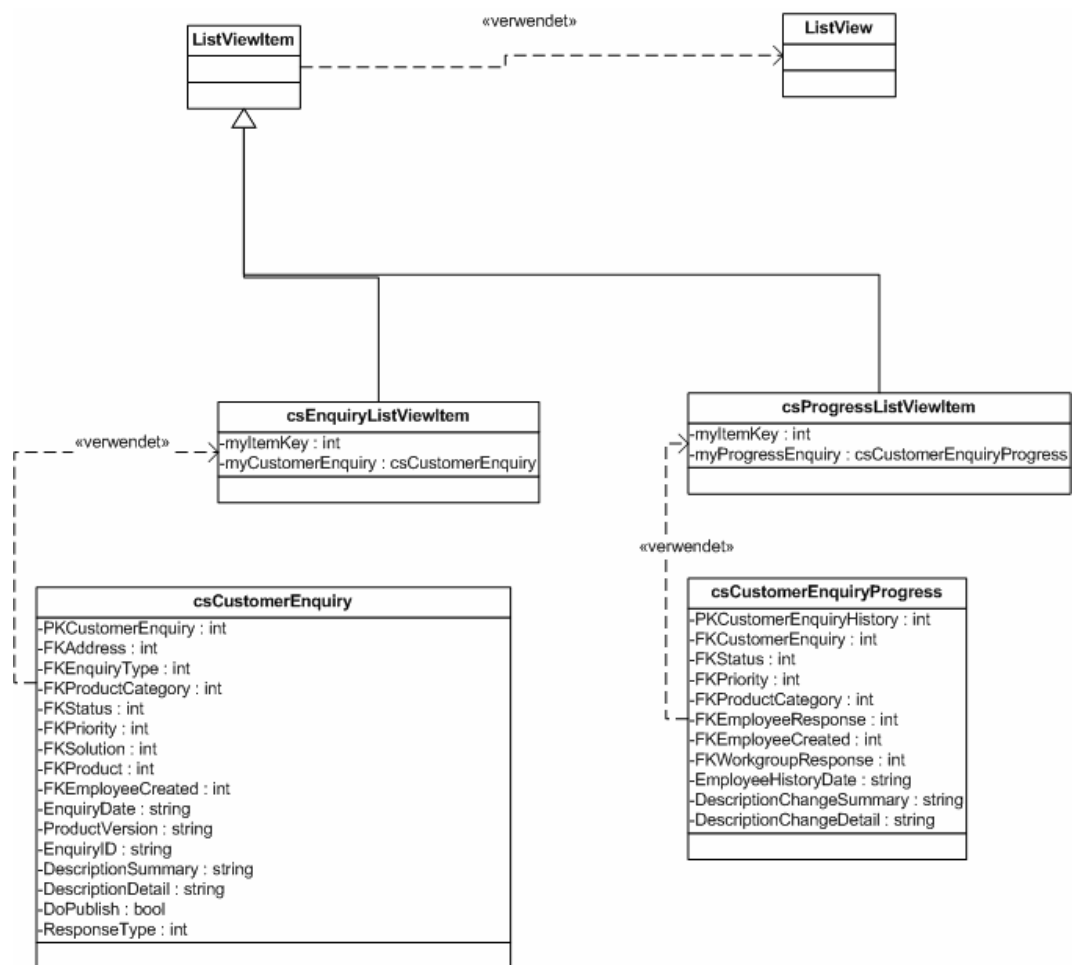 ListViewItem
«verwendet»
ListView
csEnquiryListViewItem
-myItemKey : int
-myCustomerEnquiry : csCustomerEnquiry
«verwendet»
csProgressListViewItem
-myItemKey : int
-myProgressEnquiry : csCustomerEnquiryProgress
«verwendet»
csCustomerEnquiry
-PKCustomerEnquiry : int
-FKAddress : int
-FKEnquiryType : int
-FKProductCategory : int
-FKStatus : int
-FKPriority : int
-FKSolution : int
-FKProduct : int
-FKEmployeeCreated : int
-EnquiryDate : string
-ProductVersion : string
-EnquiryID : string
-DescriptionSummary : string
-DescriptionDetail : string
-DoPublish : bool
-ResponseType : int
csCustomerEnquiryProgress
-PKCustomerEnquiryHistory : int
-FKCustomerEnquiry : int
-FKStatus : int
-FKPriority : int
-FKProductCategory : int
-FKEmployeeResponse : int
-FKEmployeeCreated : int
-FKWorkgroupResponse : int
-EmployeeHistoryDate : string
-DescriptionChangeSummary : string
-DescriptionChangeDetail : string